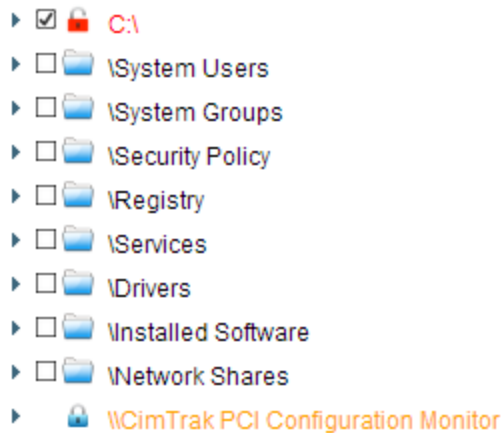 C:\
\System Users
\System Groups
\Security Policy
\Registry
\Services
\Drivers
\Installed Software
\Network Shares
\\CimTrak PCI Configuration Monitor